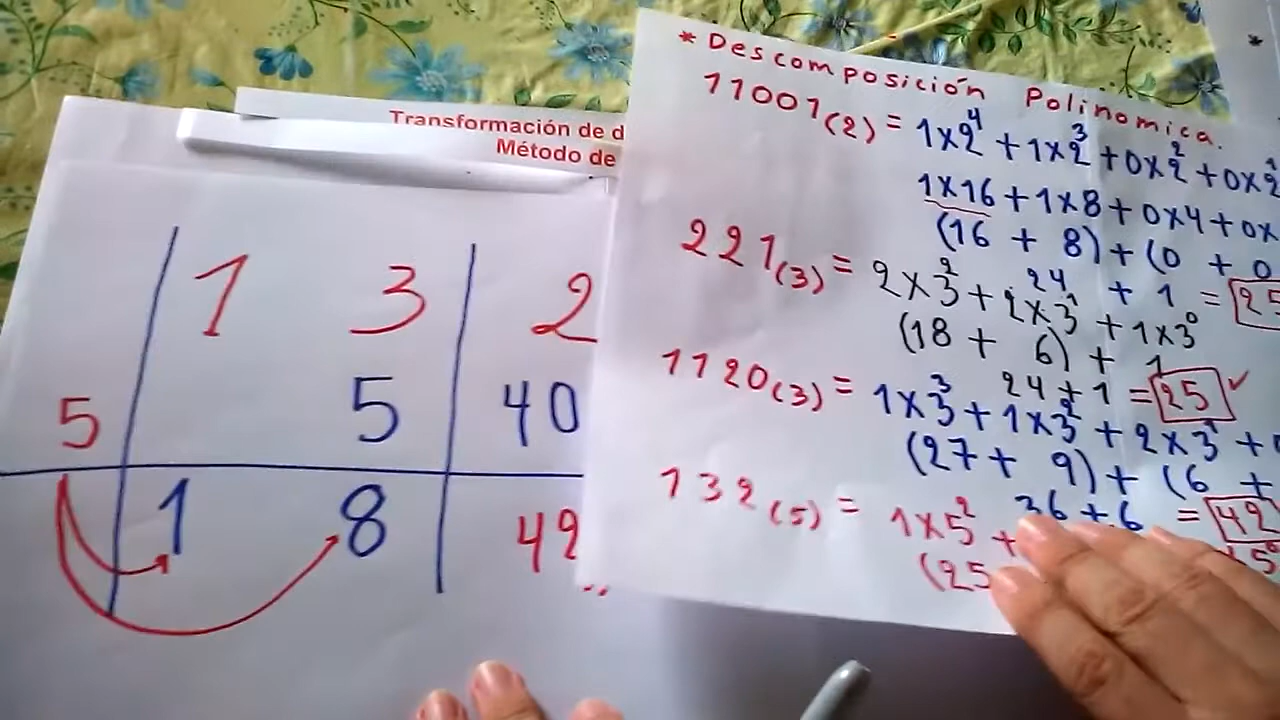 Transformación de d
Método de
1 3 2
5 5 40
1 8 42
* Descomposición Polinomica.
11001(2) = 1x2⁴ + 1x2³ + 0x2² + 0x2¹
1x16 + 1x8 + 0x4 + 0x
(16 + 8) + (0 + 0
24 + 1 = 25
221(3) = 2x3² + 2x3¹ + 1x3⁰
(18 + 6) + 1
24 + 1 = 25 ✓
1120(3) = 1x3³ + 1x3² + 2x3¹ +
(27 + 9) + (6 +
36 + 6 = 42
132(5) = 1x5² + x5⁰
(25